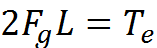 2F_gL = T_e